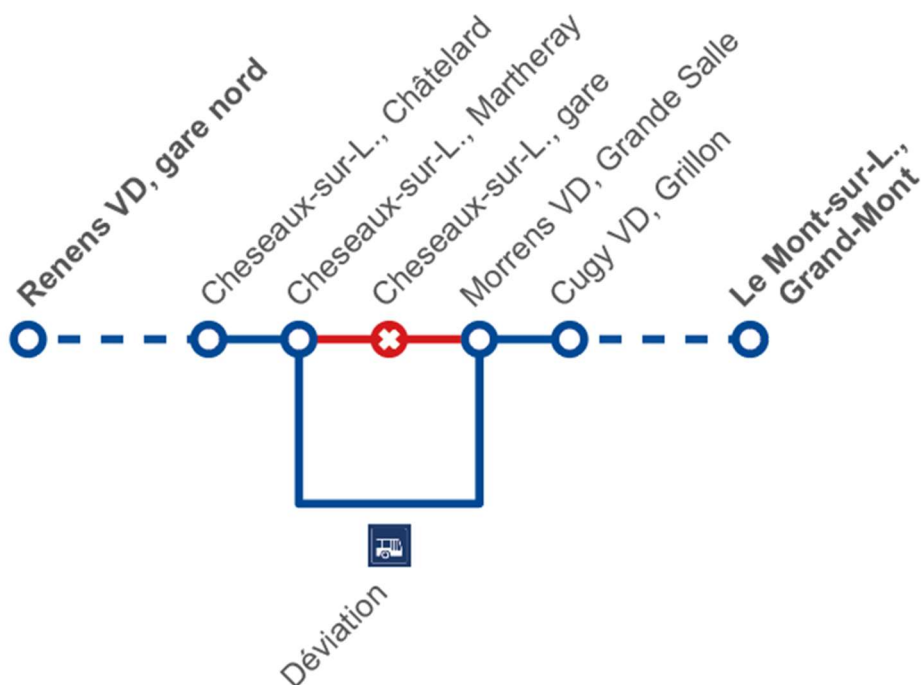 Renens VD, gare nord
Cheseaux-sur-L., Châtelard
Cheseaux-sur-L., Martheray
Cheseaux-sur-L., gare
Morrens VD, Grande Salle
Cugy VD, Grillon
Le Mont-sur-L.,
Grand-Mont
Déviation